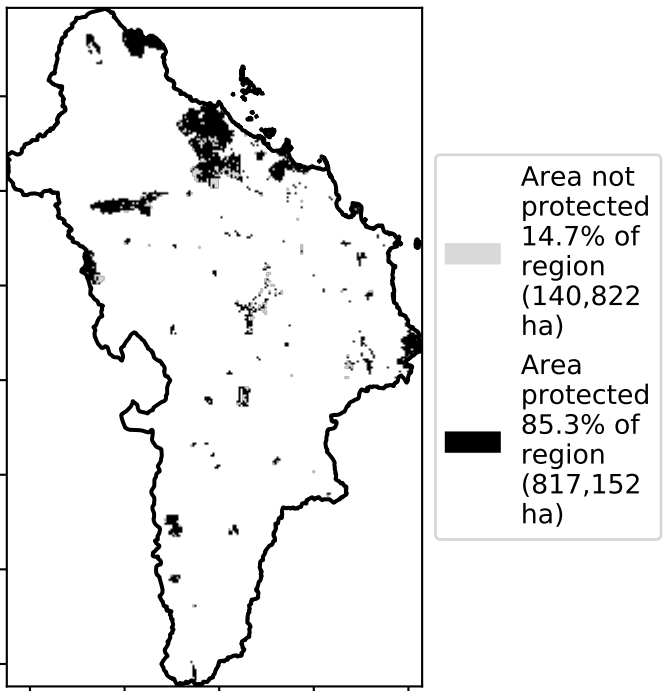 Area not
protected
14.7% of
region
(140,822
ha)
Area
protected
85.3% of
region
(817,152
ha)